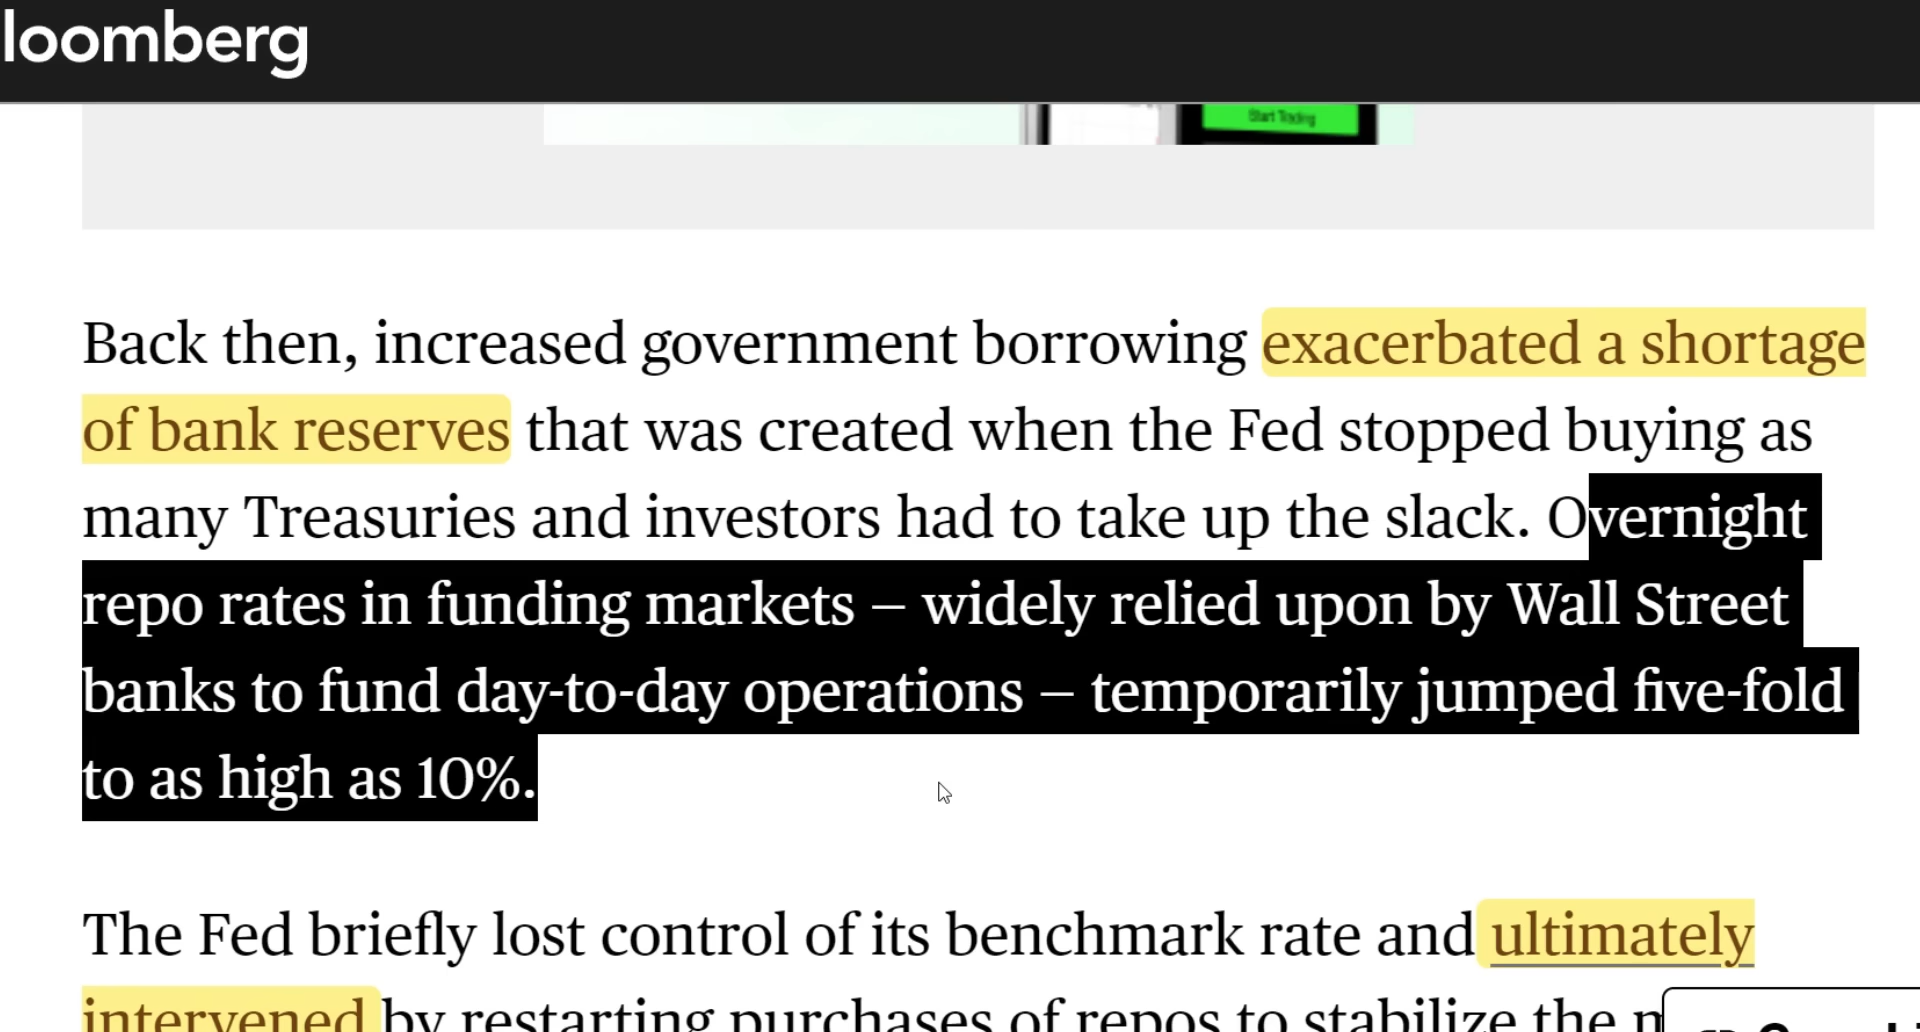 loomberg
Start Trading
Back then, increased government borrowing exacerbated a shortage
of bank reserves that was created when the Fed stopped buying as
many Treasuries and investors had to take up the slack. Overnight
repo rates in funding markets — widely relied upon by Wall Street
banks to fund day-to-day operations — temporarily jumped five-fold
to as high as 10%.
The Fed briefly lost control of its benchmark rate and ultimately
intervened by restarting purchases of repos to stabilize the